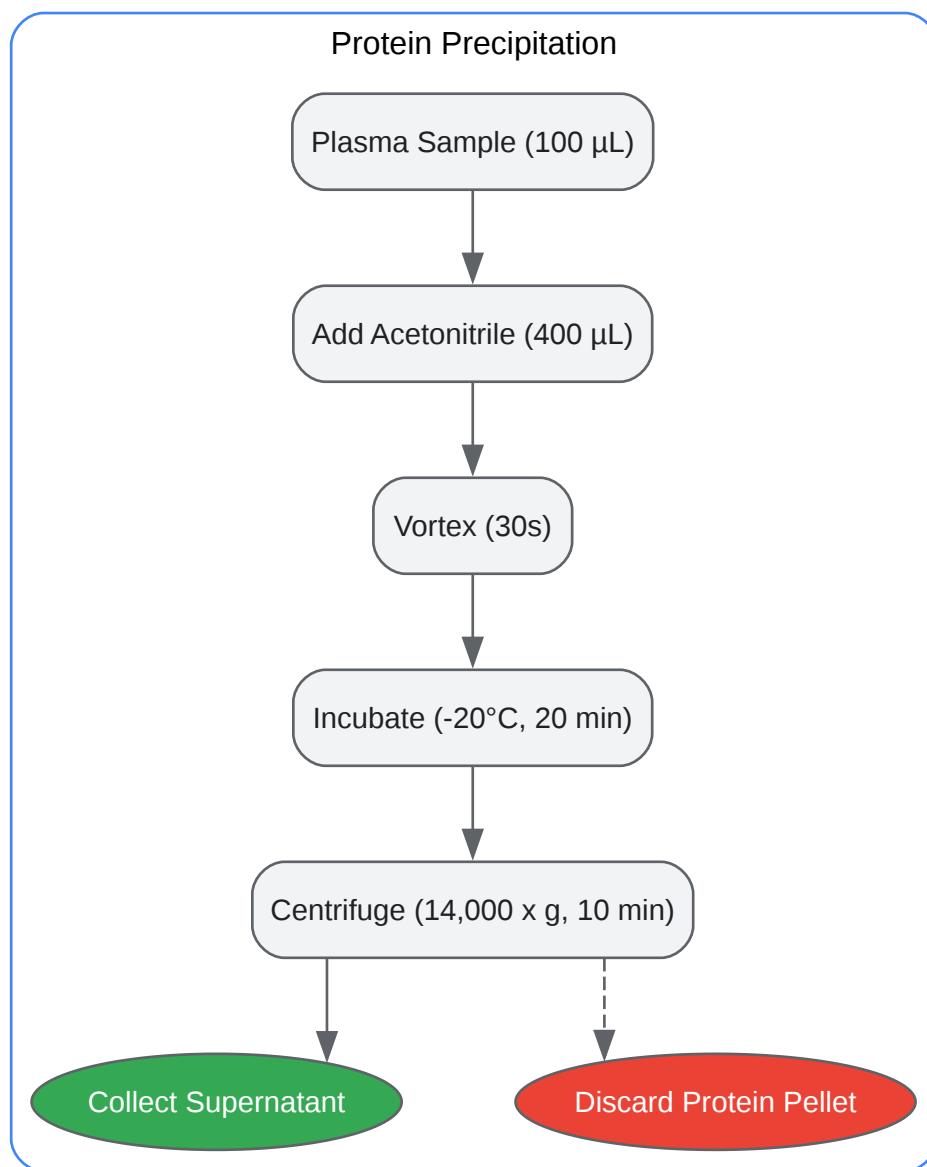 Protein Precipitation
Plasma Sample (100 µL)
Add Acetonitrile (400 µL)
Vortex (30s)
Incubate (-20°C, 20 min)
Centrifuge (14,000 x g, 10 min)
Collect Supernatant
Discard Protein Pellet